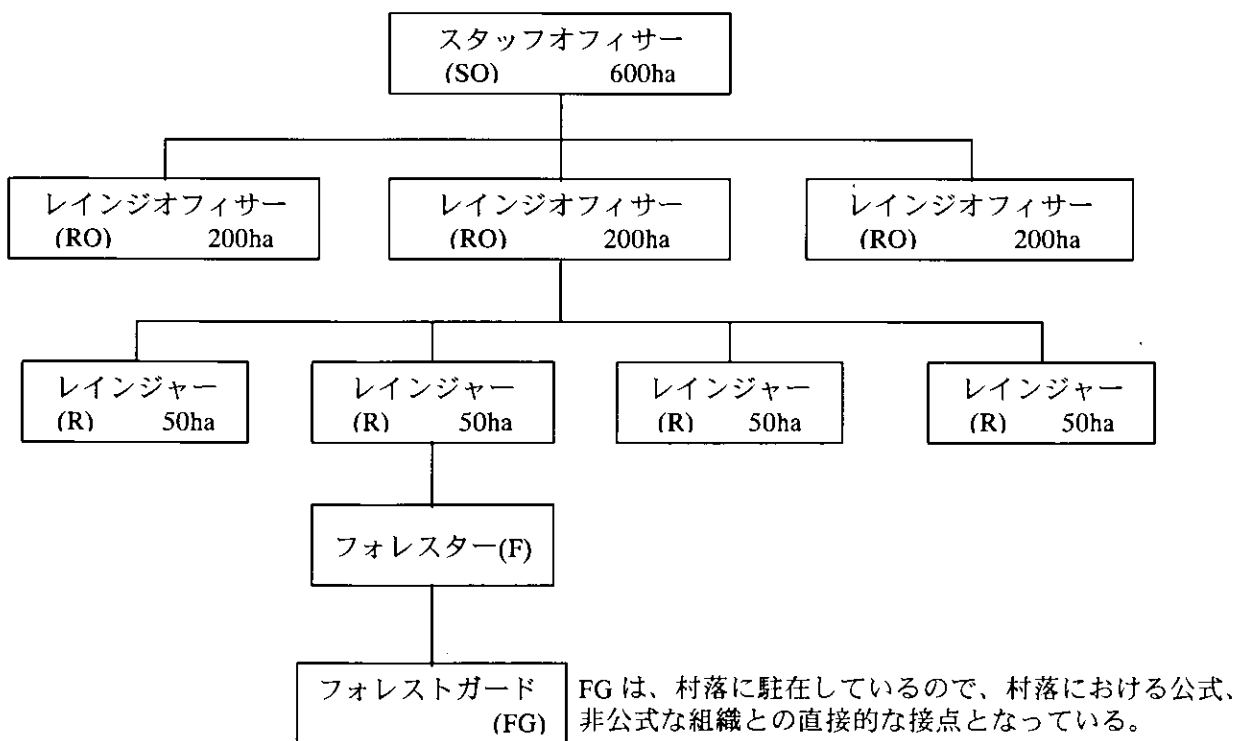 スタッフオフィサー
(SO) 600ha
レインジオフィサー
(RO) 200ha
レインジオフィサー
(RO) 200ha
レインジオフィサー
(RO) 200ha
レインジャー
(R) 50ha
レインジャー
(R) 50ha
レインジャー
(R) 50ha
レインジャー
(R) 50ha
フォレスター(F)
フォレストガード
(FG)
FG は、村落に駐在しているので、村落における公式、
非公式な組織との直接的な接点となっている。